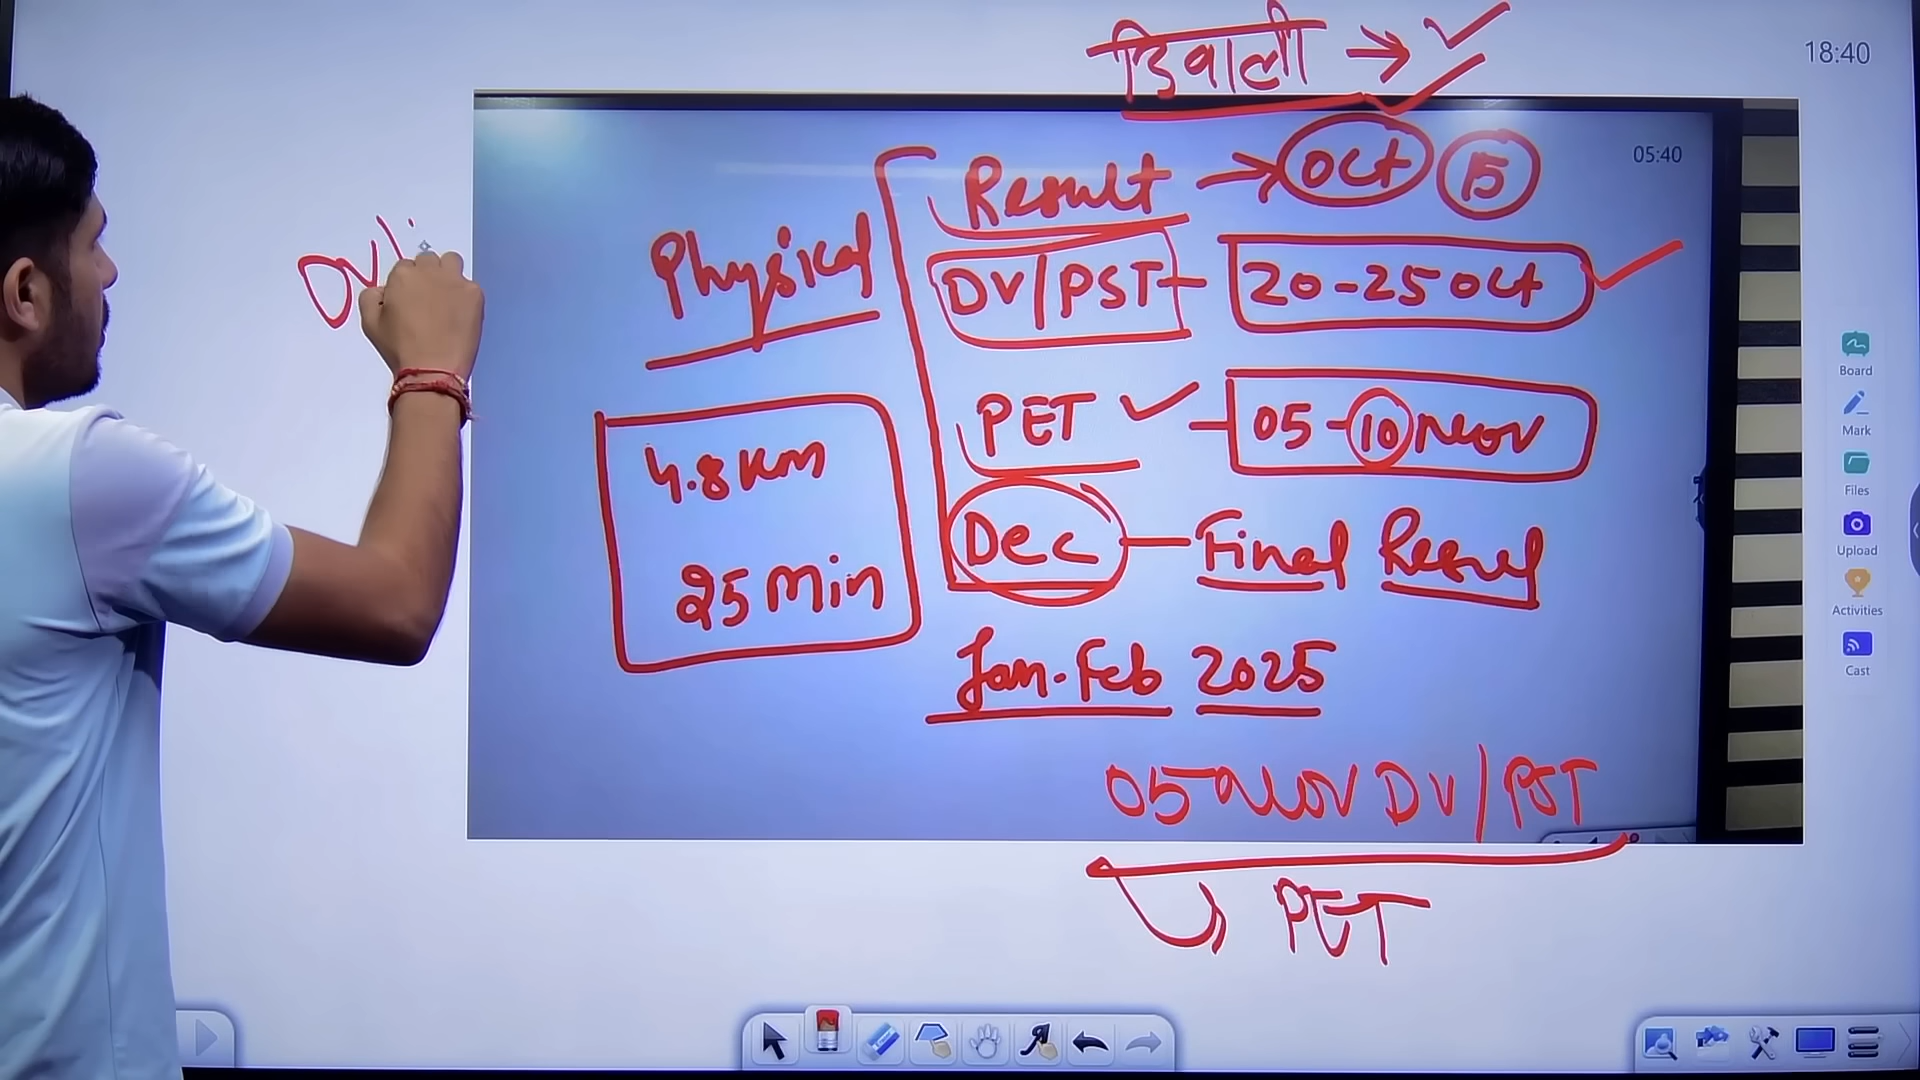 दिवाली →
18:40
05:40
Result → Oct 15
Physical
DV/PST - 20-25 Oct
PET - 05-10 Nov
4.8 Km
25 Min
Dec - Final Result
Jan-Feb 2025
05 Nov DV/PST
PET
DV/
Board
Mark
Files
Upload
Activities
Cast